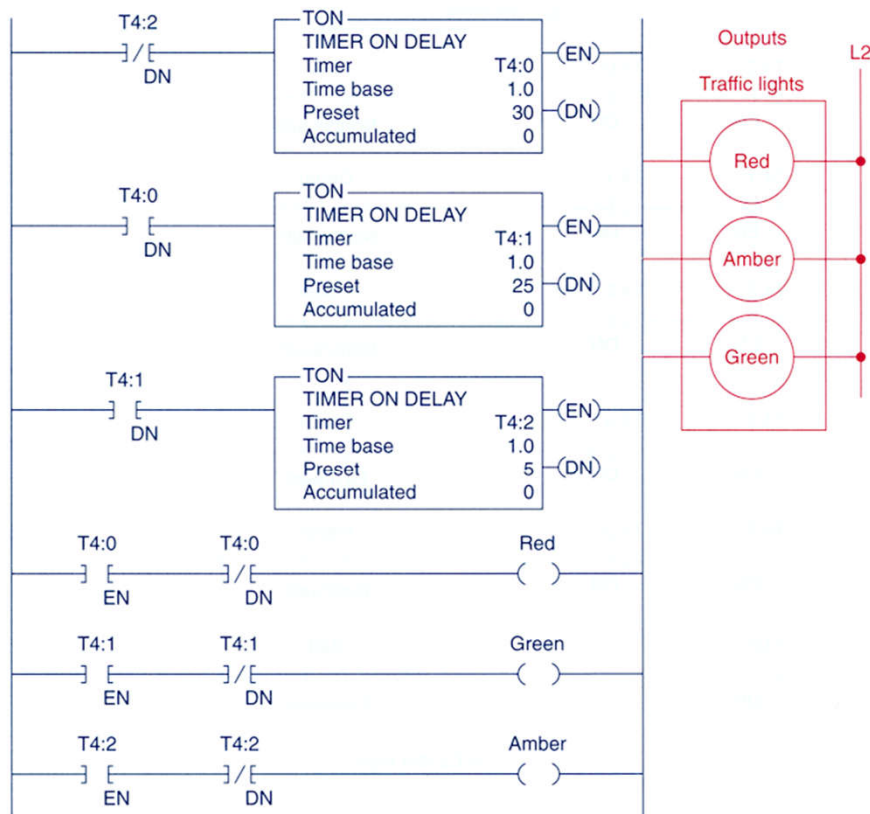 T4:2
DN
TON
TIMER ON DELAY
Timer T4:0
Time base 1.0
Preset 30
Accumulated 0
(EN)
(DN)
T4:0
DN
TON
TIMER ON DELAY
Timer T4:1
Time base 1.0
Preset 25
Accumulated 0
(EN)
(DN)
T4:1
DN
TON
TIMER ON DELAY
Timer T4:2
Time base 1.0
Preset 5
Accumulated 0
(EN)
(DN)
T4:0 T4:0 Red
EN DN
T4:1 T4:1 Green
EN DN
T4:2 T4:2 Amber
EN DN
Outputs
L2
Traffic lights
Red
Amber
Green